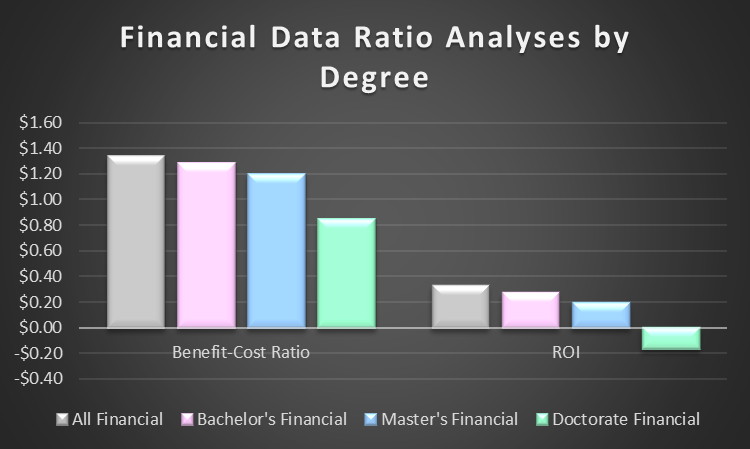 Financial Data Ratio Analyses by
Degree
$1.60
$1.40
$1.20
$1.00
$0.80
$0.60
$0.40
$0.20
$0.00
-$0.20
-$0.40
Benefit-Cost Ratio
ROI
All Financial
Bachelor's Financial
Master's Financial
Doctorate Financial